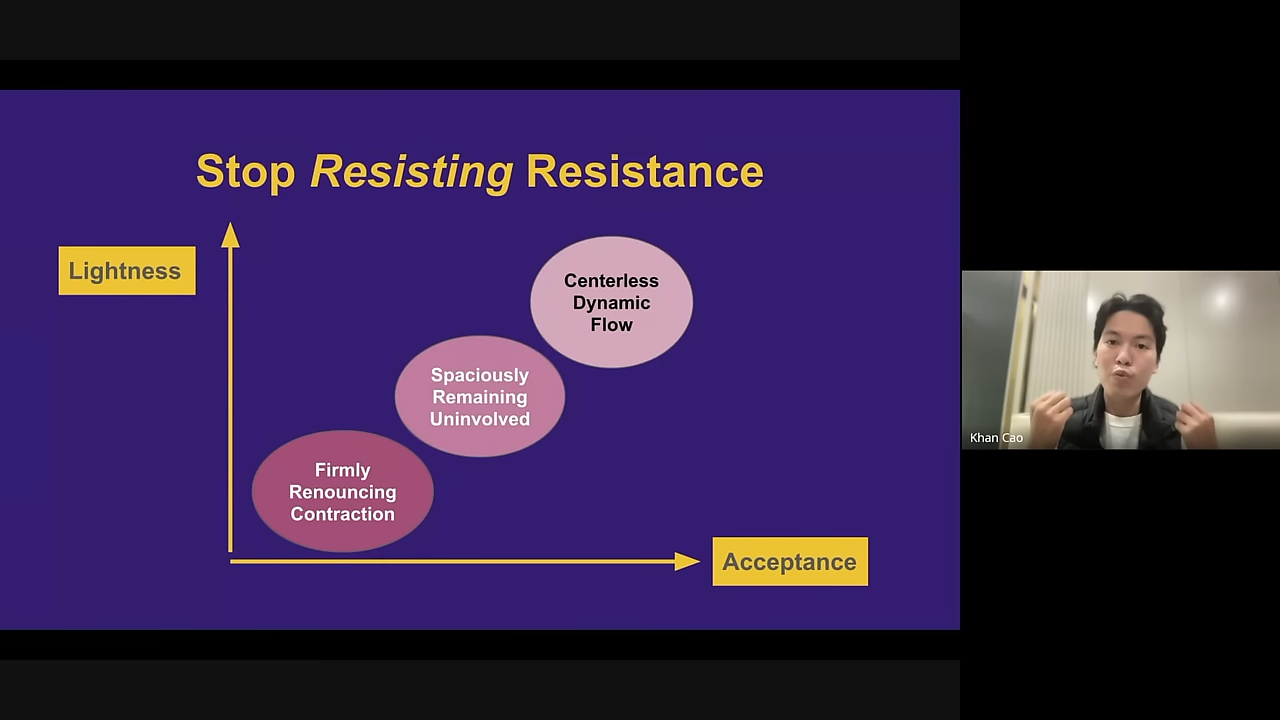 Stop Resisting Resistance
Lightness
Centerless
Dynamic
Flow
Spaciously
Remaining
Uninvolved
Firmly
Renouncing
Contraction
Acceptance
Khan Cao